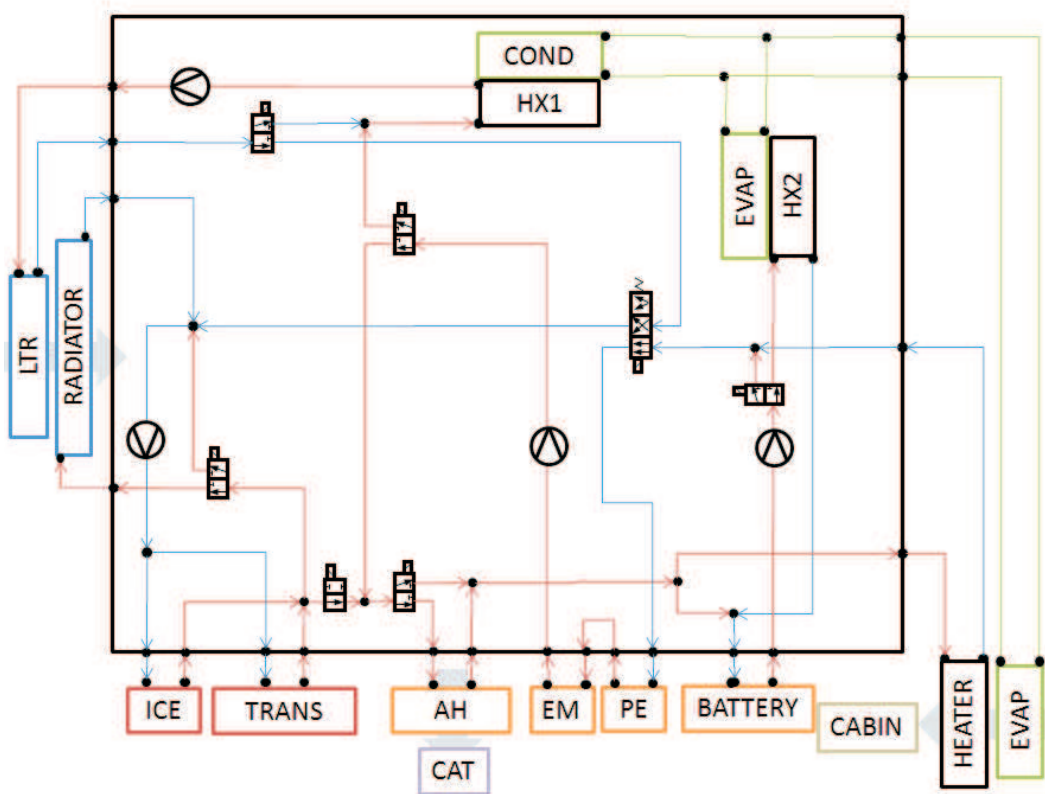 COND
HX1
EVAP
HX2
LTR
RADIATOR
ICE
TRANS
AH
EM
PE
BATTERY
CABIN
HEATER
EVAP
CAT